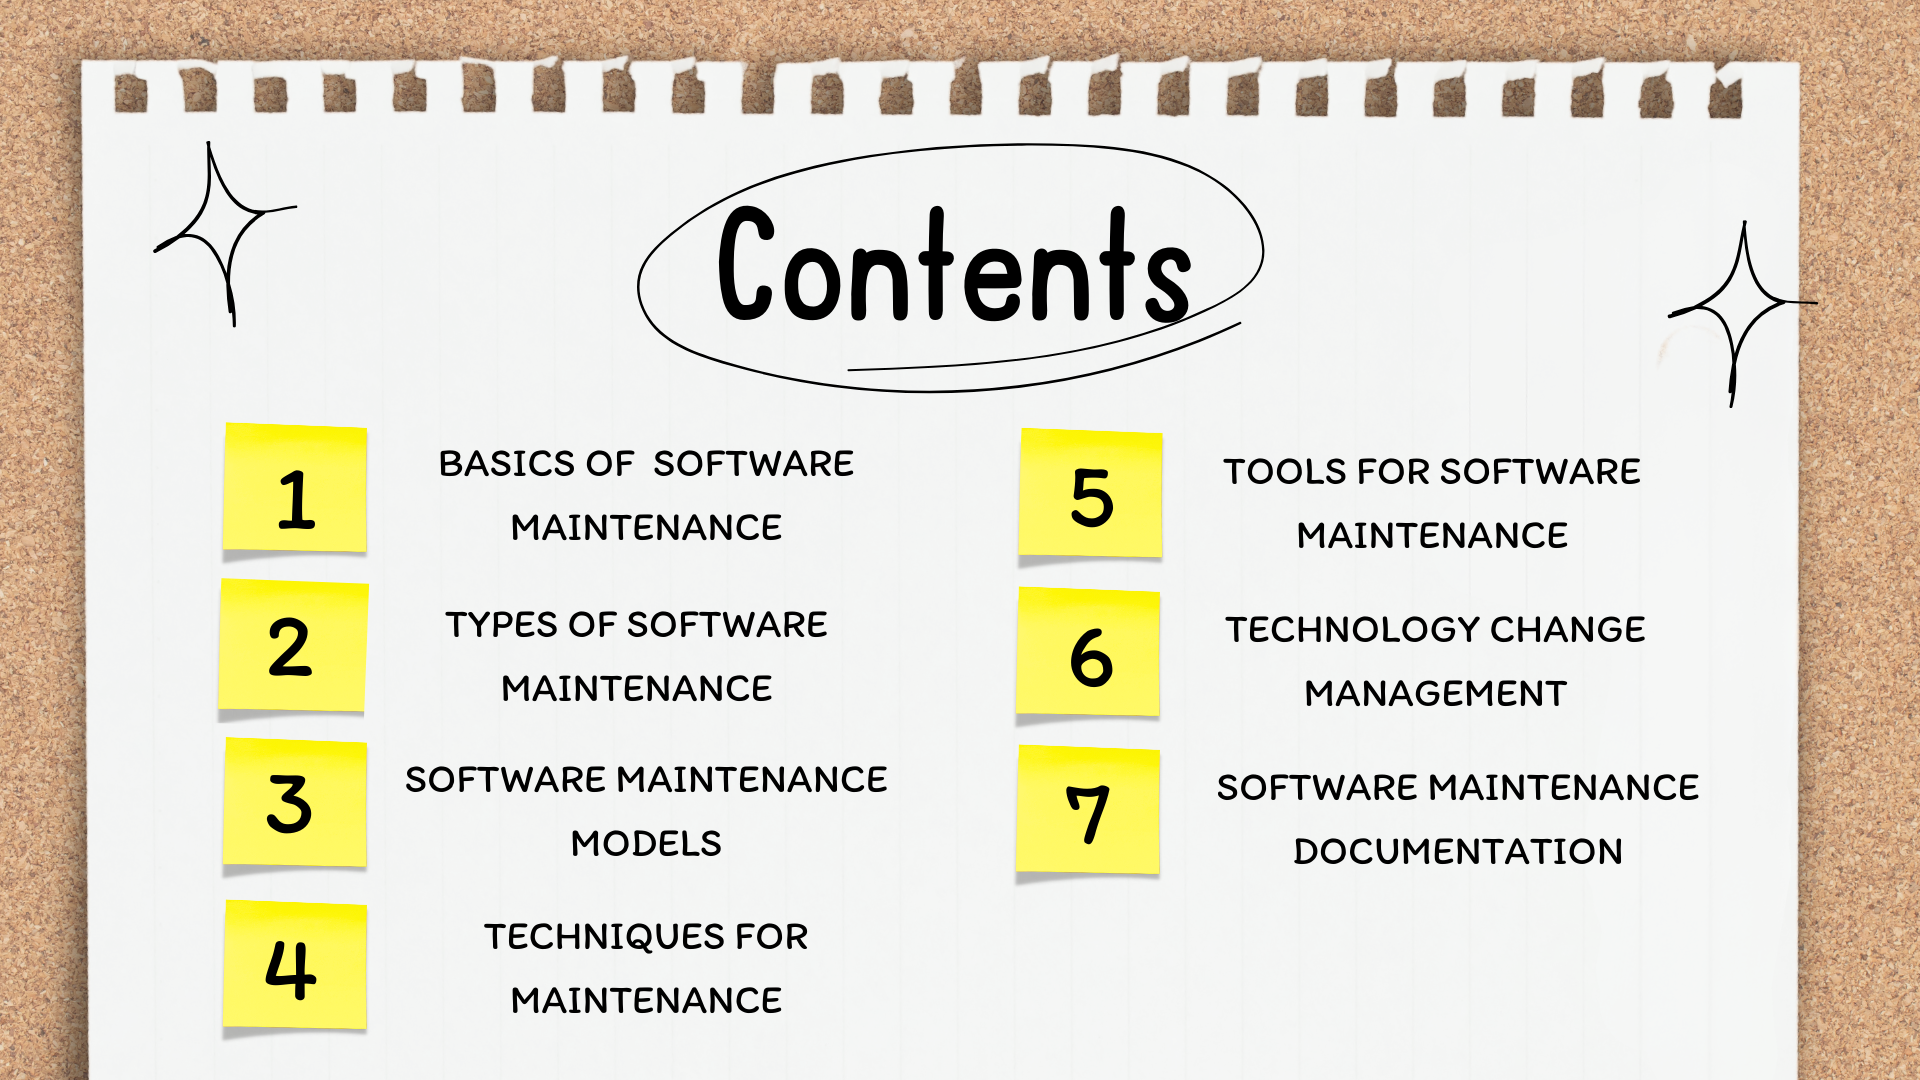 Contents
1
BASICS OF SOFTWARE
MAINTENANCE
2
TYPES OF SOFTWARE
MAINTENANCE
3
SOFTWARE MAINTENANCE
MODELS
4
TECHNIQUES FOR
MAINTENANCE
5
TOOLS FOR SOFTWARE
MAINTENANCE
6
TECHNOLOGY CHANGE
MANAGEMENT
7
SOFTWARE MAINTENANCE
DOCUMENTATION